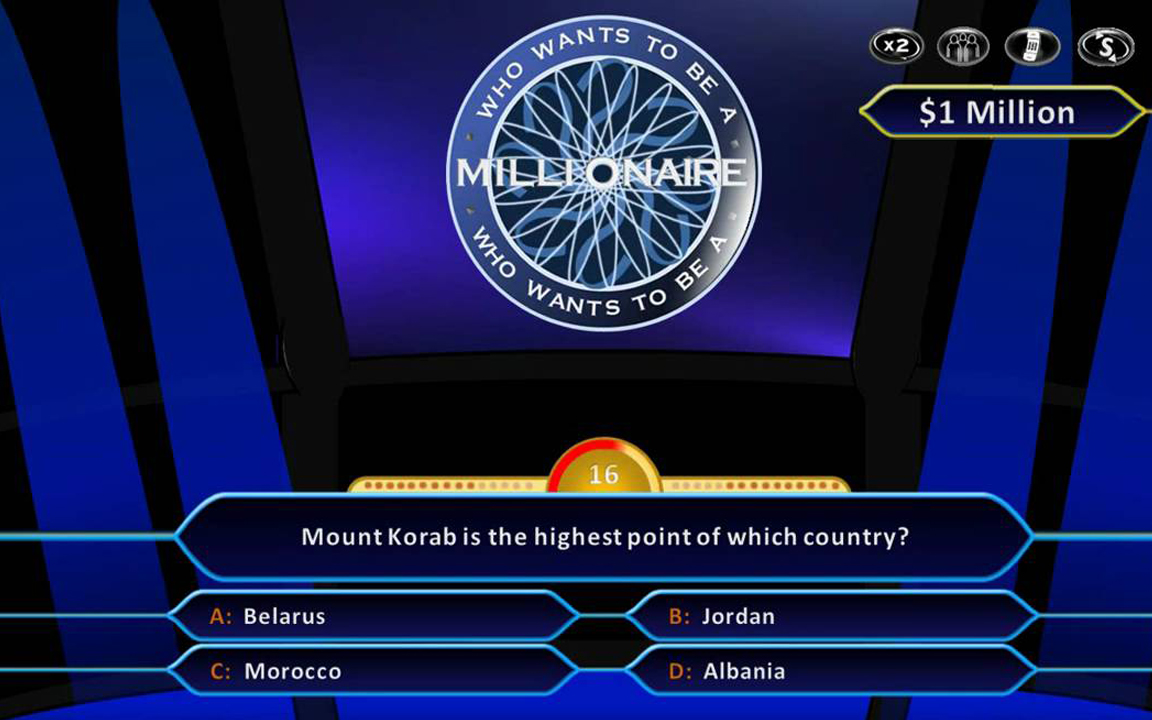 x2
S
$1 Million
WHO WANTS TO BE A
MILLIONAIRE
WHO WANTS TO BE A
16
Mount Korab is the highest point of which country?
A: Belarus
B: Jordan
C: Morocco
D: Albania